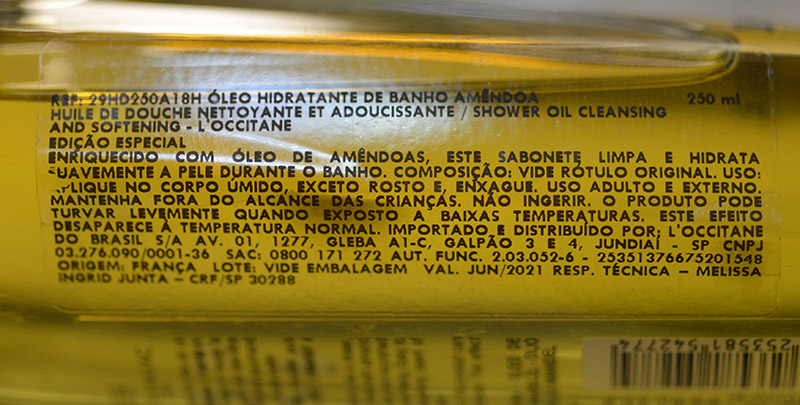 REF: 29HD250A18H ÓLEO HIDRATANTE DE BANHO AMÊNDOA 250 ml
HUILE DE DOUCHE NETTOYANTE ET ADOUCISSANTE / SHOWER OIL CLEANSING
AND SOFTENING - L'OCCITANE
EDIÇÃO ESPECIAL
ENRIQUECIDO COM ÓLEO DE AMÊNDOAS, ESTE SABONETE LIMPA E HIDRATA
SUAVEMENTE A PELE DURANTE O BANHO. COMPOSIÇÃO: VIDE RÓTULO ORIGINAL. USO:
APLIQUE NO CORPO ÚMIDO, EXCETO ROSTO E, ENXAGUE. USO ADULTO E EXTERNO.
MANTENHA FORA DO ALCANCE DAS CRIANÇAS. NÃO INGERIR. O PRODUTO PODE
TURVAR LEVEMENTE QUANDO EXPOSTO A BAIXAS TEMPERATURAS. ESTE EFEITO
DESAPARECE À TEMPERATURA NORMAL. IMPORTADO E DISTRIBUÍDO POR: L'OCCITANE
DO BRASIL S/A AV. 01, 1277, GLEBA A1-C, GALPÃO 3 E 4, JUNDIAÍ - SP CNPJ
03.276.090/0001-36 SAC: 0800 171 272 AUT. FUNC. 2.03.052-6 - 25351376675201548
ORIGEM: FRANÇA LOTE: VIDE EMBALAGEM VAL. JUN/2021 RESP. TÉCNICA - MELISSA
INGRID JUNTA - CRF/SP 30288
253581542774